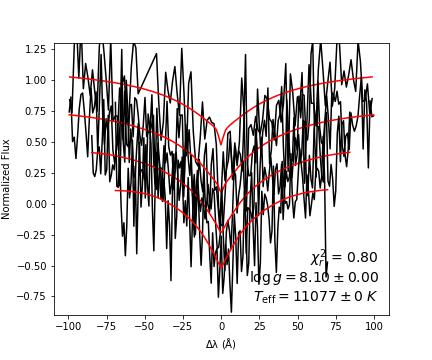 1.25
1.00
0.75
0.50
0.25
0.00
−0.25
−0.50
−0.75
Normalized Flux
χ²ᵣ = 0.80
log g = 8.10 ± 0.00
T_eff = 11077 ± 0 K
−100 −75 −50 −25 0 25 50 75 100
Δλ (Å)